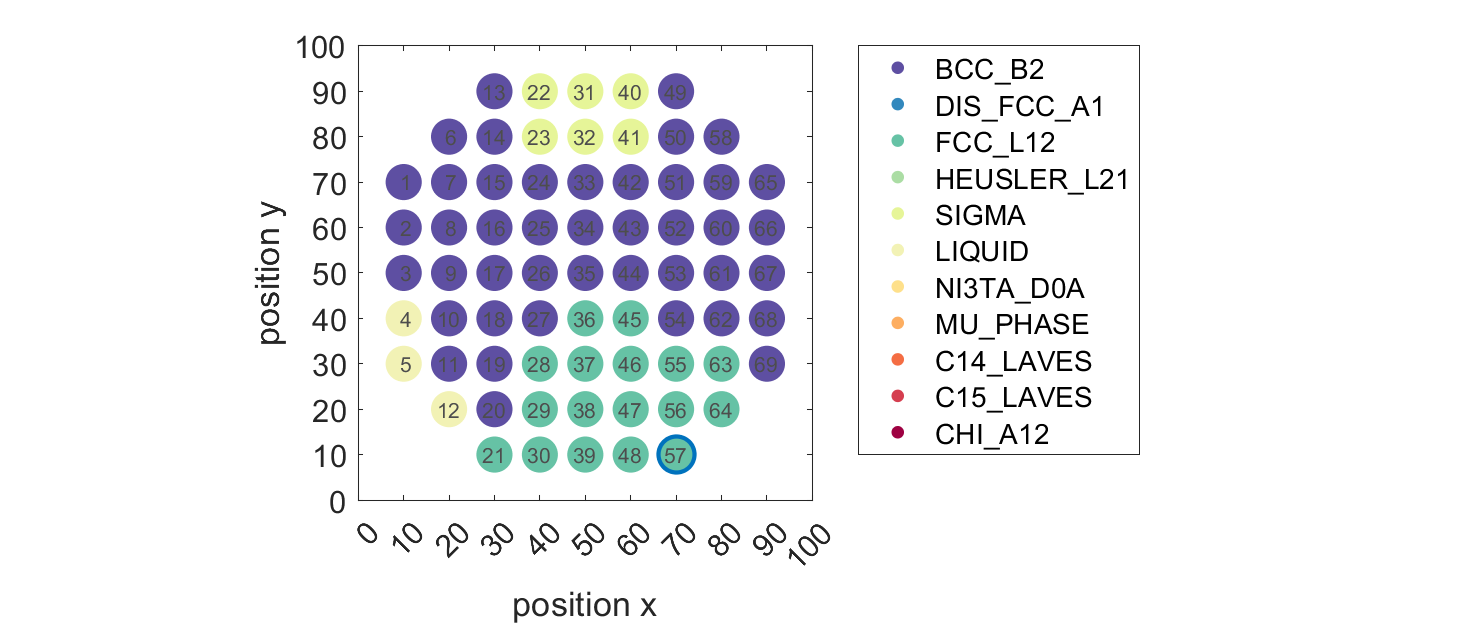 100
90
80
70
60
50
40
30
20
10
0
position y
13 22 31 40 49
6 14 23 32 41 50 58
1 7 15 24 33 42 51 59 65
2 8 16 25 34 43 52 60 66
3 9 17 26 35 44 53 61 67
4 10 18 27 36 45 54 62 68
5 11 19 28 37 46 55 63 69
12 20 29 38 47 56 64
21 30 39 48 57
0 10 20 30 40 50 60 70 80 90 100
position x
BCC_B2
DIS_FCC_A1
FCC_L12
HEUSLER_L21
SIGMA
LIQUID
NI3TA_D0A
MU_PHASE
C14_LAVES
C15_LAVES
CHI_A12